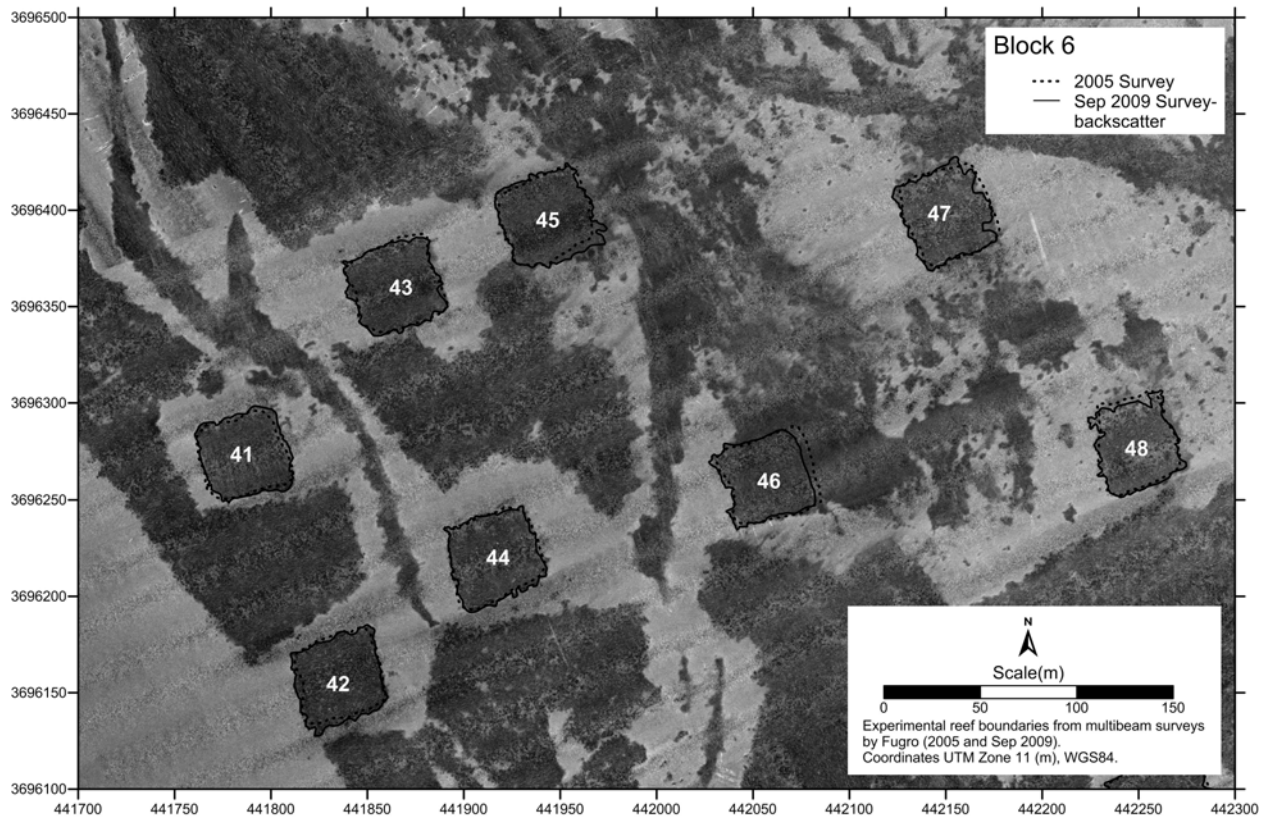 3696500
Block 6
2005 Survey
Sep 2009 Survey-
backscatter
3696450
3696400
45
47
43
3696350
3696300
41
48
46
3696250
44
3696200
N
Scale(m)
42
3696150
0 50 100 150
Experimental reef boundaries from multibeam surveys
by Fugro (2005 and Sep 2009).
Coordinates UTM Zone 11 (m), WGS84.
3696100
441700 441750 441800 441850 441900 441950 442000 442050 442100 442150 442200 442250 442300